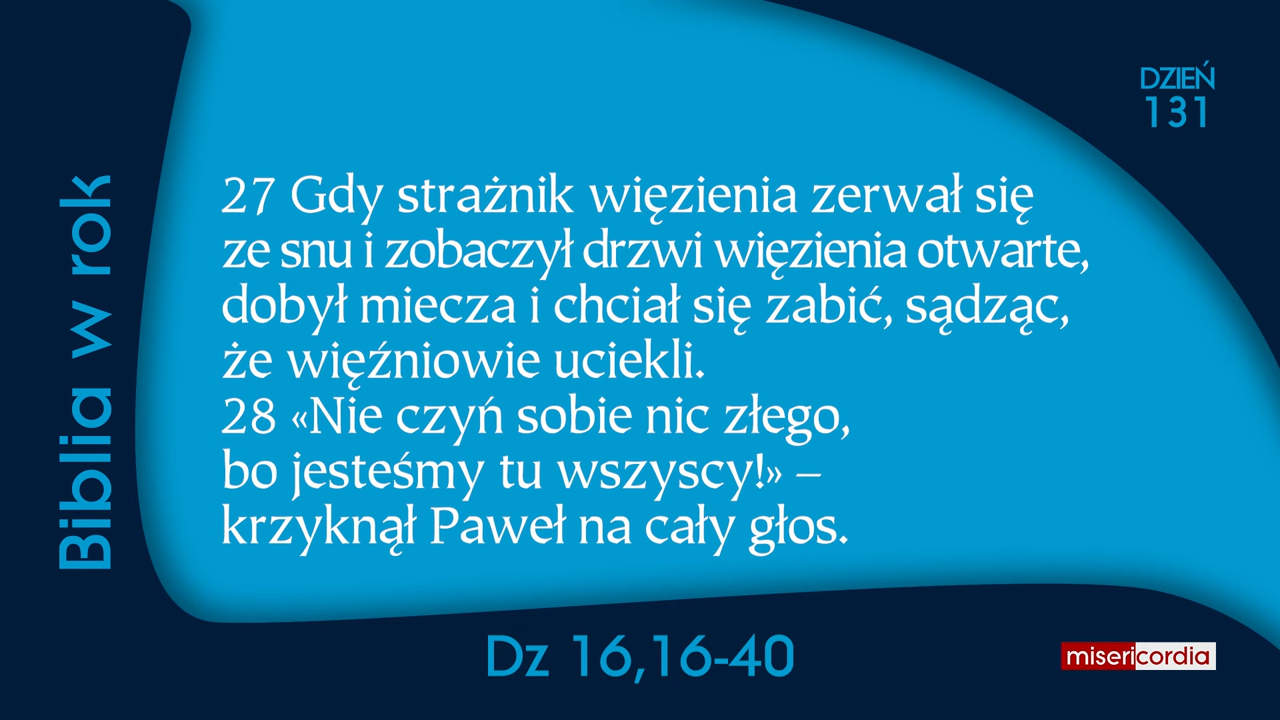 DZIEŃ
131
Biblia w rok
27 Gdy strażnik więzienia zerwał się
ze snu i zobaczył drzwi więzienia otwarte,
dobył miecza i chciał się zabić, sądząc,
że więźniowie uciekli.
28 «Nie czyń sobie nic złego,
bo jesteśmy tu wszyscy!» –
krzyknął Paweł na cały głos.
Dz 16,16-40
misericordia